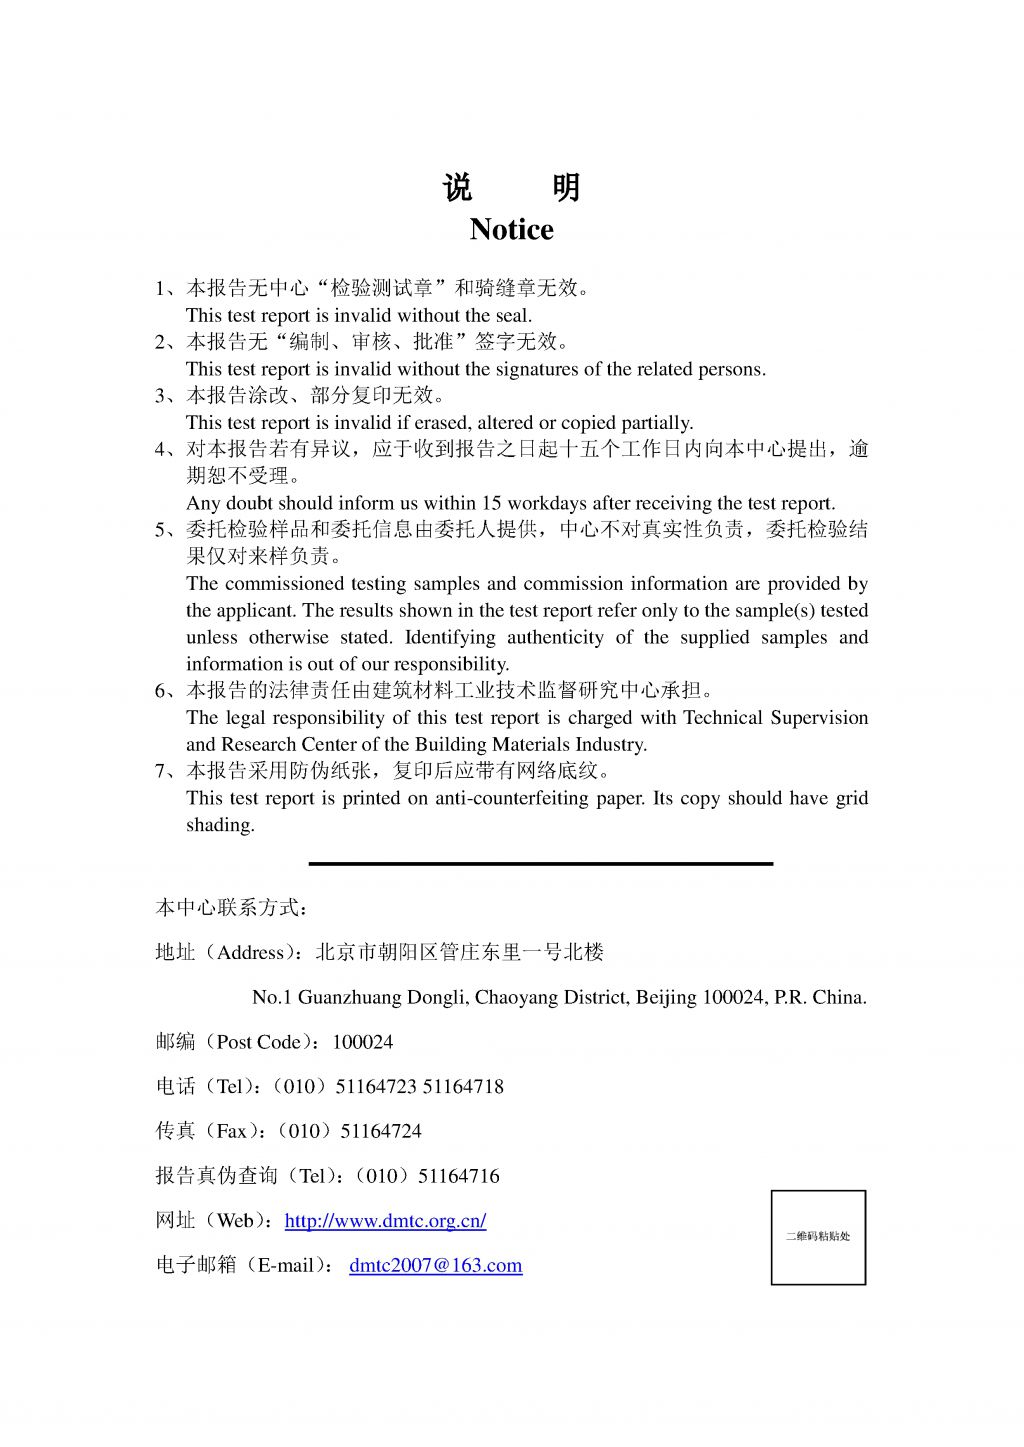 说 明
Notice
1、本报告无中心“检验测试章”和骑缝章无效。
This test report is invalid without the seal.
2、本报告无“编制、审核、批准”签字无效。
This test report is invalid without the signatures of the related persons.
3、本报告涂改、部分复印无效。
This test report is invalid if erased, altered or copied partially.
4、对本报告若有异议，应于收到报告之日起十五个工作日内向本中心提出，逾
期恕不受理。
Any doubt should inform us within 15 workdays after receiving the test report.
5、委托检验样品和委托信息由委托人提供，中心不对真实性负责，委托检验结
果仅对来样负责。
The commissioned testing samples and commission information are provided by
the applicant. The results shown in the test report refer only to the sample(s) tested
unless otherwise stated. Identifying authenticity of the supplied samples and
information is out of our responsibility.
6、本报告的法律责任由建筑材料工业技术监督研究中心承担。
The legal responsibility of this test report is charged with Technical Supervision
and Research Center of the Building Materials Industry.
7、本报告采用防伪纸张，复印后应带有网络底纹。
This test report is printed on anti-counterfeiting paper. Its copy should have grid
shading.
本中心联系方式：
地址（Address）：北京市朝阳区管庄东里一号北楼
No.1 Guanzhuang Dongli, Chaoyang District, Beijing 100024, P.R. China.
邮编（Post Code）：100024
电话（Tel）：（010）51164723 51164718
传真（Fax）：（010）51164724
报告真伪查询（Tel）：（010）51164716
网址（Web）：http://www.dmtc.org.cn/
二维码粘贴处
电子邮箱（E-mail）： dmtc2007@163.com